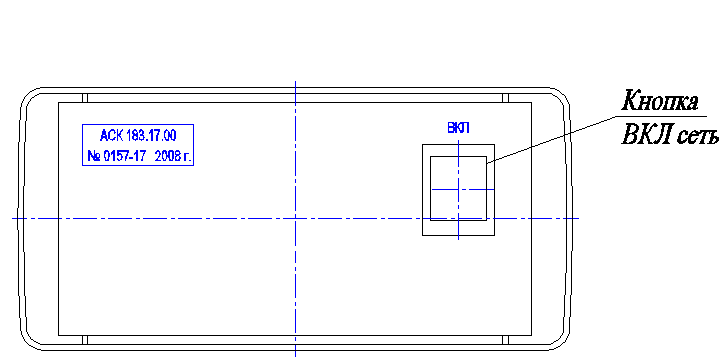 АСК 183.17.00
№ 0157-17 2008 г.
ВКЛ
Кнопка
ВКЛ сеть